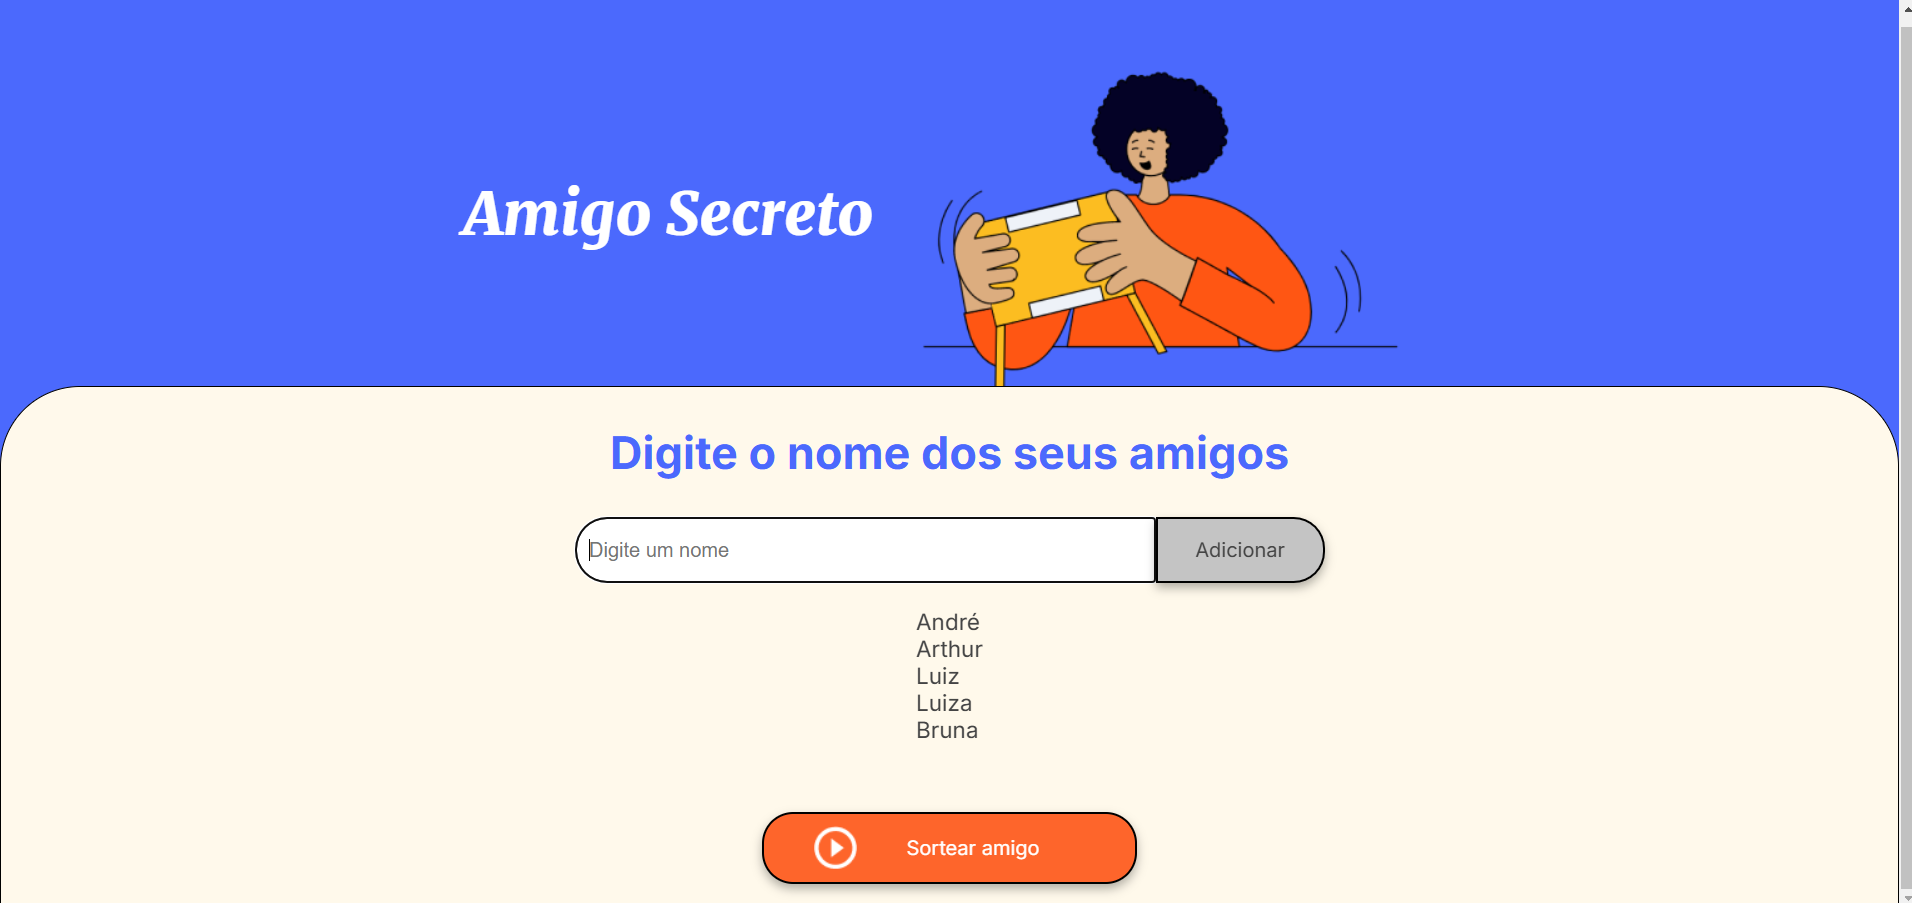 Amigo Secreto
Digite o nome dos seus amigos
Digite um nome
Adicionar
André
Arthur
Luiz
Luiza
Bruna
Sortear amigo